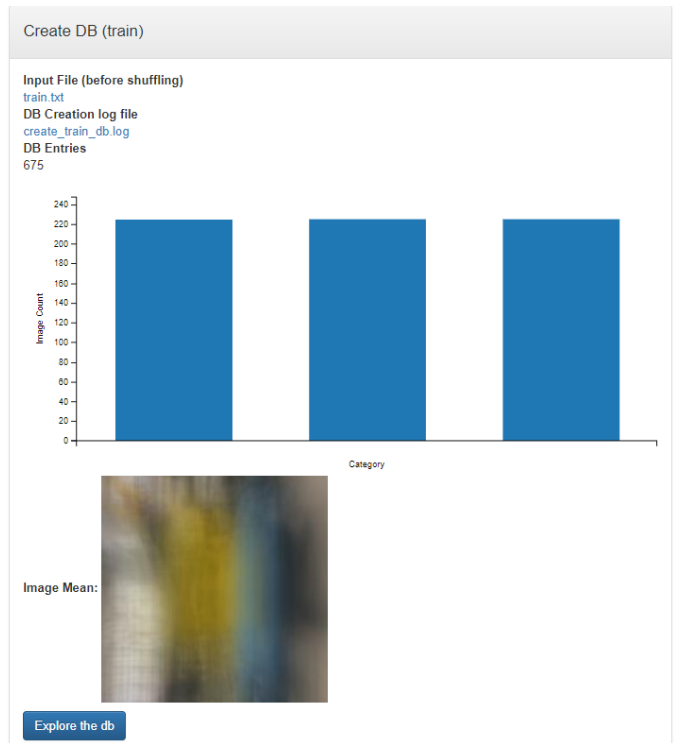 Create DB (train)
Input File (before shuffling)
train.txt
DB Creation log file
create_train_db.log
DB Entries
675
240
220
200
180
160
140
120
100
80
60
40
20
0
Image Count
Category
Image Mean:
Explore the db